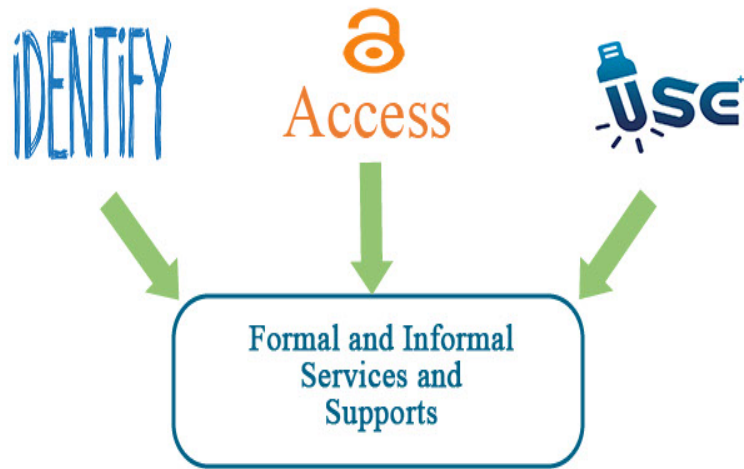 iDENTiFY
Access
USE+
Formal and Informal
Services and
Supports